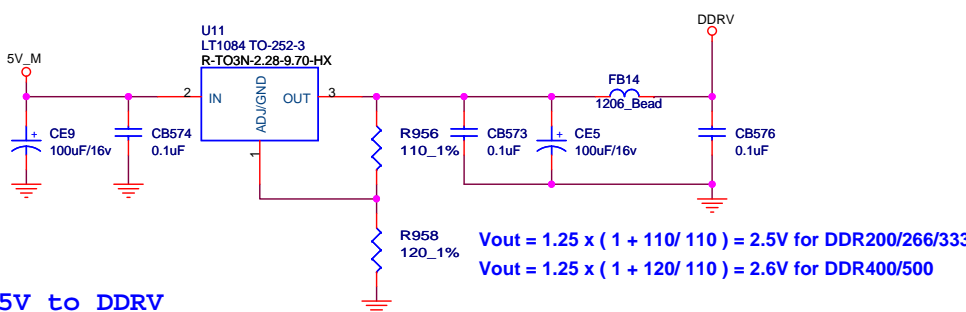 DDRV
U11
LT1084 TO-252-3
R-TO3N-2.28-9.70-HX
5V_M
FB14
1206_Bead
2
IN
ADJ/GND
OUT
3
1
CE9
100uF/16v
+
CB574
0.1uF
R956
110_1%
CB573
0.1uF
+
CE5
100uF/16v
CB576
0.1uF
R958
120_1%
Vout = 1.25 x ( 1 + 110/ 110 ) = 2.5V for DDR200/266/333
Vout = 1.25 x ( 1 + 120/ 110 ) = 2.6V for DDR400/500
5V to DDRV